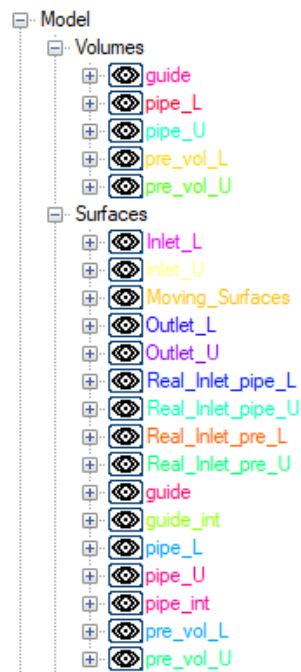 Model
Volumes
guide
pipe_L
pipe_U
pre_vol_L
pre_vol_U
Surfaces
Inlet_L
Inlet_U
Moving_Surfaces
Outlet_L
Outlet_U
Real_Inlet_pipe_L
Real_Inlet_pipe_U
Real_Inlet_pre_L
Real_Inlet_pre_U
guide
guide_int
pipe_L
pipe_U
pipe_int
pre_vol_L
pre_vol_U